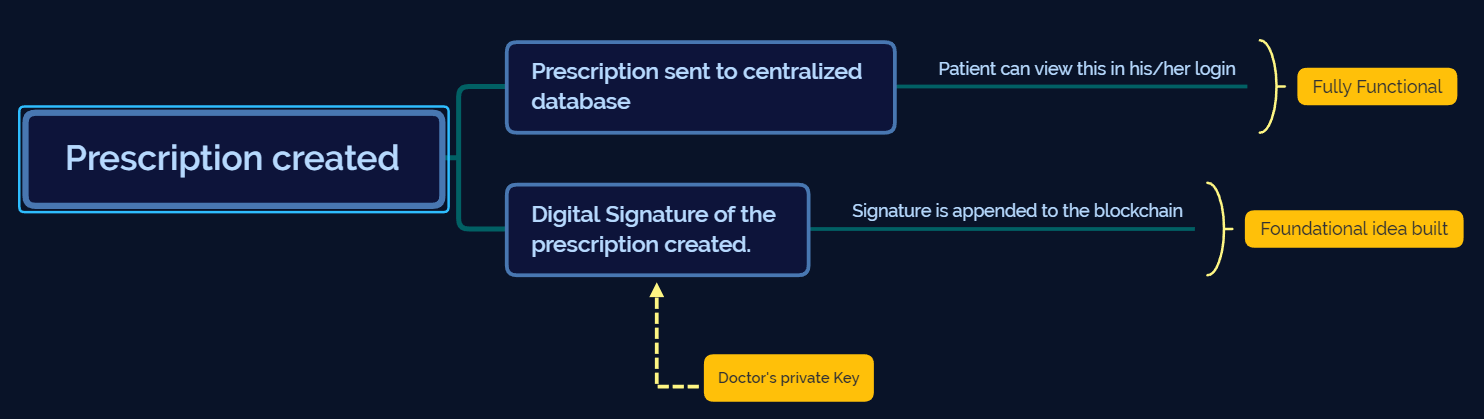 Prescription created
Prescription sent to centralized
database
Patient can view this in his/her login
Fully Functional
Digital Signature of the
prescription created.
Signature is appended to the blockchain
Foundational idea built
Doctor's private Key